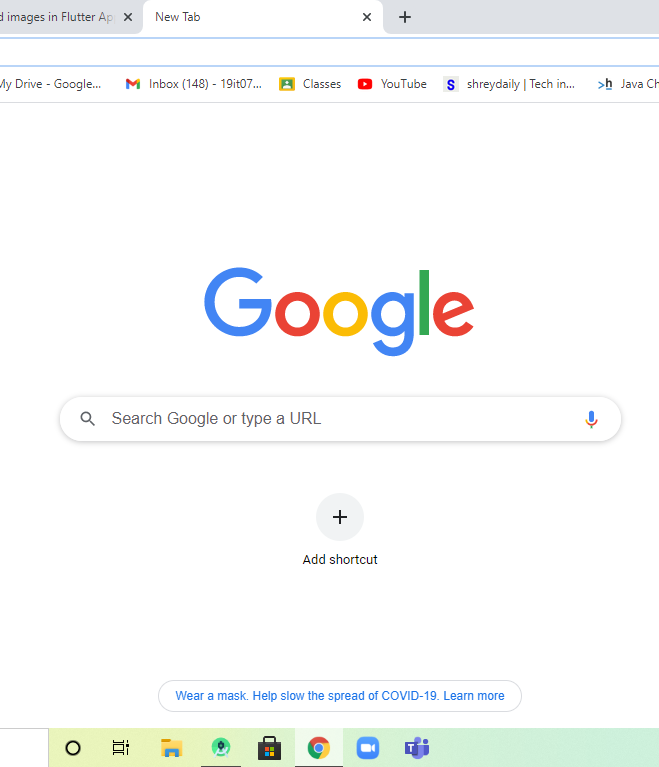 d images in Flutter Ap
New Tab
My Drive - Google...
Inbox (148) - 19it07...
Classes
YouTube
S
shreydaily | Tech in...
>h
Java Ch
Google
Search Google or type a URL
Add shortcut
Wear a mask. Help slow the spread of COVID-19. Learn more